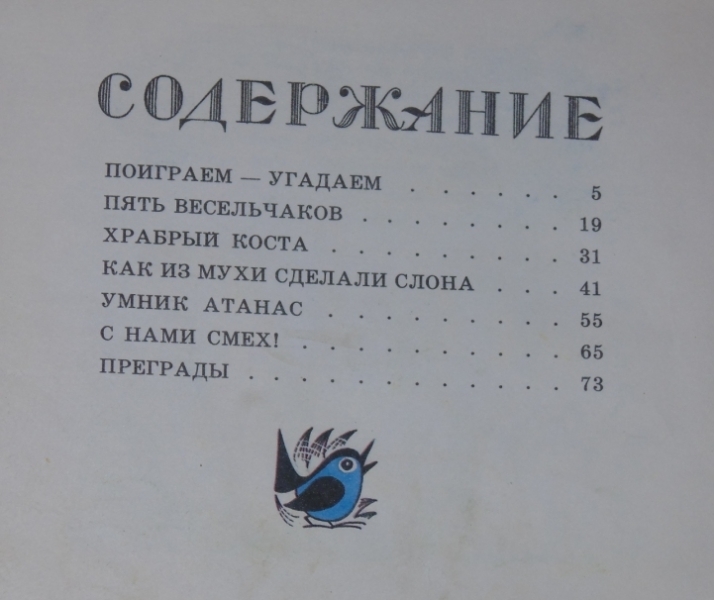 СОДЕРЖАНИЕ
ПОИГРАЕМ — УГАДАЕМ . . . . . . 5
ПЯТЬ ВЕСЕЛЬЧАКОВ . . . . . . . . 19
ХРАБРЫЙ КОСТА . . . . . . . . . 31
КАК ИЗ МУХИ СДЕЛАЛИ СЛОНА . . . 41
УМНИК АТАНАС . . . . . . . . . 55
С НАМИ СМЕХ! . . . . . . . . . . 65
ПРЕГРАДЫ . . . . . . . . . . . . 73